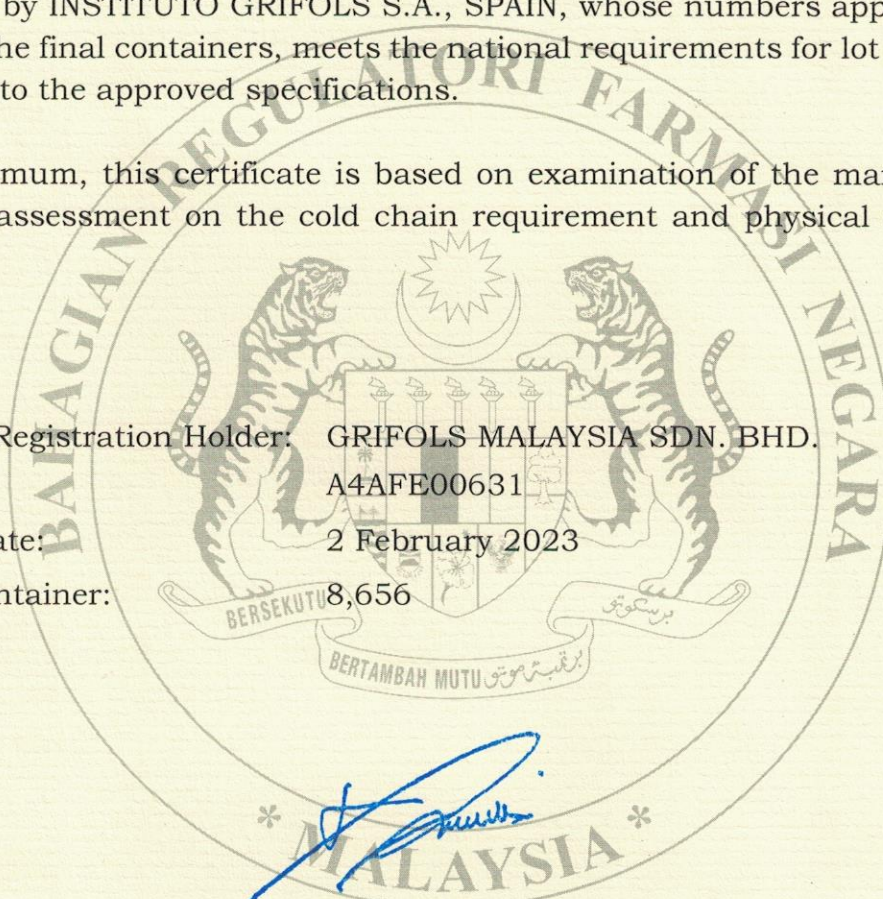 by INSTITUTO GRIFOLS S.A., SPAIN, whose numbers app
he final containers, meets the national requirements for lot
to the approved specifications.
mum, this certificate is based on examination of the ma
assessment on the cold chain requirement and physical
Registration Holder: GRIFOLS MALAYSIA SDN. BHD.
A4AFE00631
ate: 2 February 2023
ntainer: 8,656
BAHAGIAN REGULATORI FARMASI NEGARA
BERSEKUTU
برسکوتو
BERTAMBAH MUTU برتمبه موتو
* MALAYSIA *